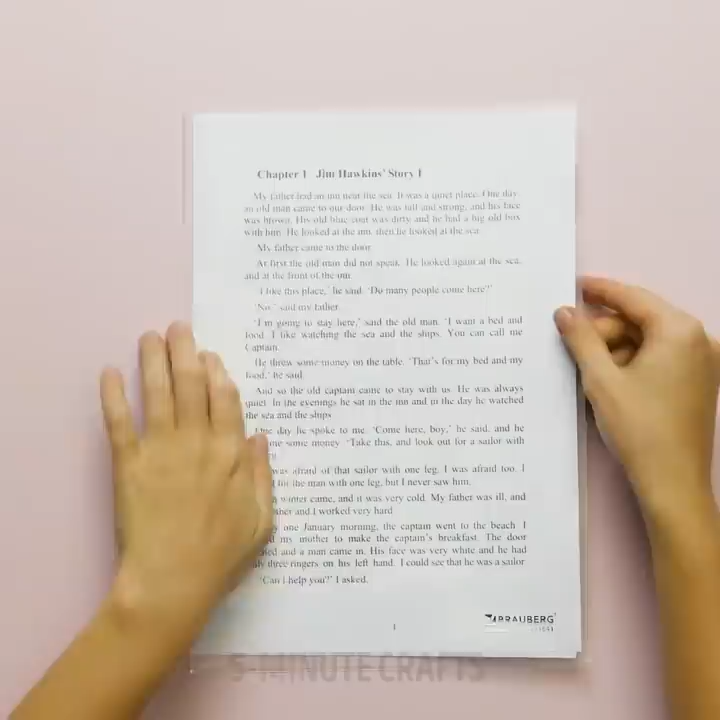 Chapter 1 Jim Hawkins' Story 1
My father had an inn near the sea. It was a quiet place. One day,
an old man came to our door. He was tall and strong, and his face
was brown. His old blue coat was dirty and he had a big old box
with him. He looked at the inn, then he looked at the sea.
My father came to the door.
At first the old man did not speak. He looked again at the sea,
and at the front of the inn.
'I like this place,' he said. 'Do many people come here?'
'No,' said my father.
'I'm going to stay here,' said the old man. 'I want a bed and
food. I like watching the sea and the ships. You can call me
Captain.'
He threw some money on the table. 'That's for my bed and my
food,' he said.
And so the old captain came to stay with us. He was always
quiet. In the evenings he sat in the inn and in the day he watched
the sea and the ships.
One day he spoke to me. 'Come here, boy,' he said, and he
me some money. 'Take this, and look out for a sailor with
was afraid of that sailor with one leg. I was afraid too. I
for the man with one leg, but I never saw him.
winter came, and it was very cold. My father was ill, and
and I worked very hard.
one January morning, the captain went to the beach. I
my mother to make the captain's breakfast. The door
and a man came in. His face was very white and he had
three fingers on his left hand. I could see that he was a sailor.
'Can I help you?' I asked.
1
BRAUBERG
5-MINUTE CRAFTS